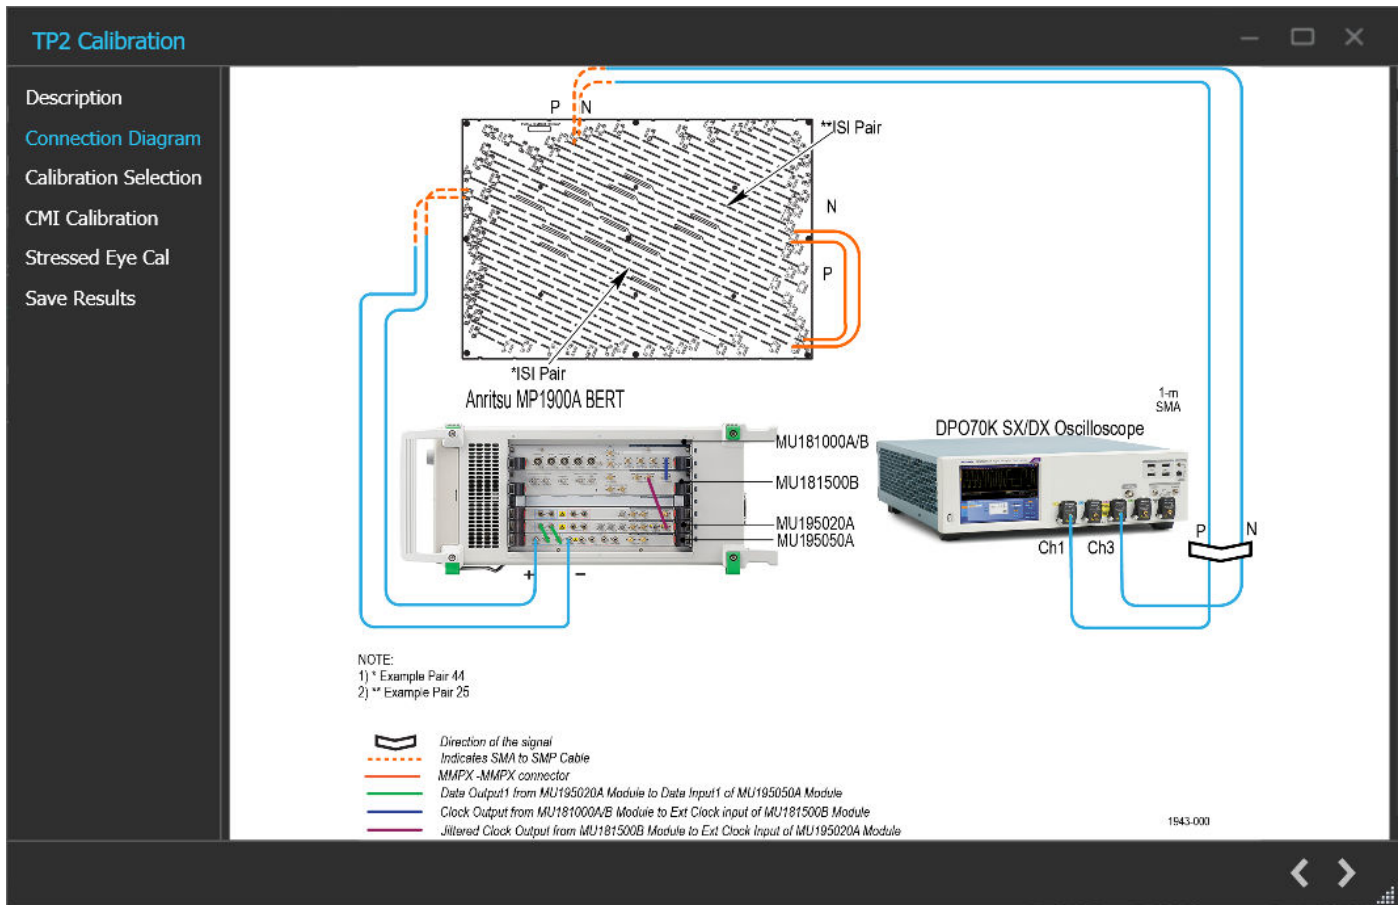 TP2 Calibration
Description
Connection Diagram
Calibration Selection
CMI Calibration
Stressed Eye Cal
Save Results
P N
**ISI Pair
N
P
*ISI Pair
Anritsu MP1900A BERT
1-m
SMA
DPO70K SX/DX Oscilloscope
MU181000A/B
MU181500B
MU195020A
MU195050A
Ch1 Ch3
P N
+ −
NOTE:
1) * Example Pair 44
2) ** Example Pair 25
Direction of the signal
Indicates SMA to SMP Cable
MMPX -MMPX connector
Data Output1 from MU195020A Module to Data Input1 of MU195050A Module
Clock Output from MU181000A/B Module to Ext Clock input of MU181500B Module
Jittered Clock Output from MU181500B Module to Ext Clock Input of MU195020A Module
1943-000